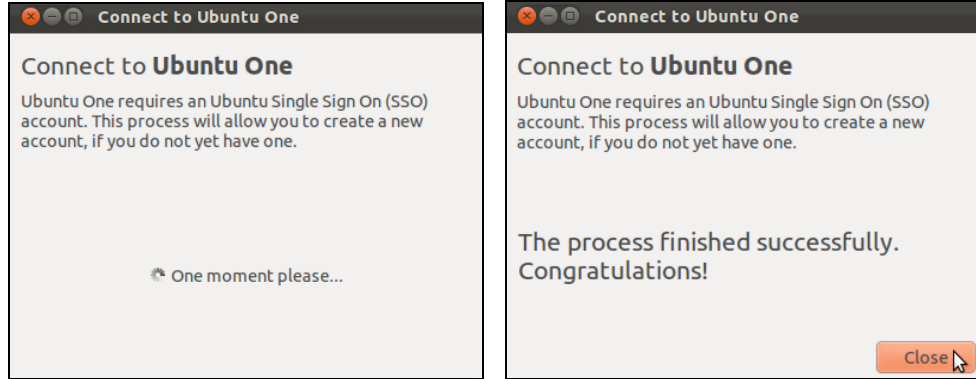 Connect to Ubuntu One
Connect to Ubuntu One
Ubuntu One requires an Ubuntu Single Sign On (SSO)
account. This process will allow you to create a new
account, if you do not yet have one.
One moment please...
Connect to Ubuntu One
Connect to Ubuntu One
Ubuntu One requires an Ubuntu Single Sign On (SSO)
account. This process will allow you to create a new
account, if you do not yet have one.
The process finished successfully.
Congratulations!
Close